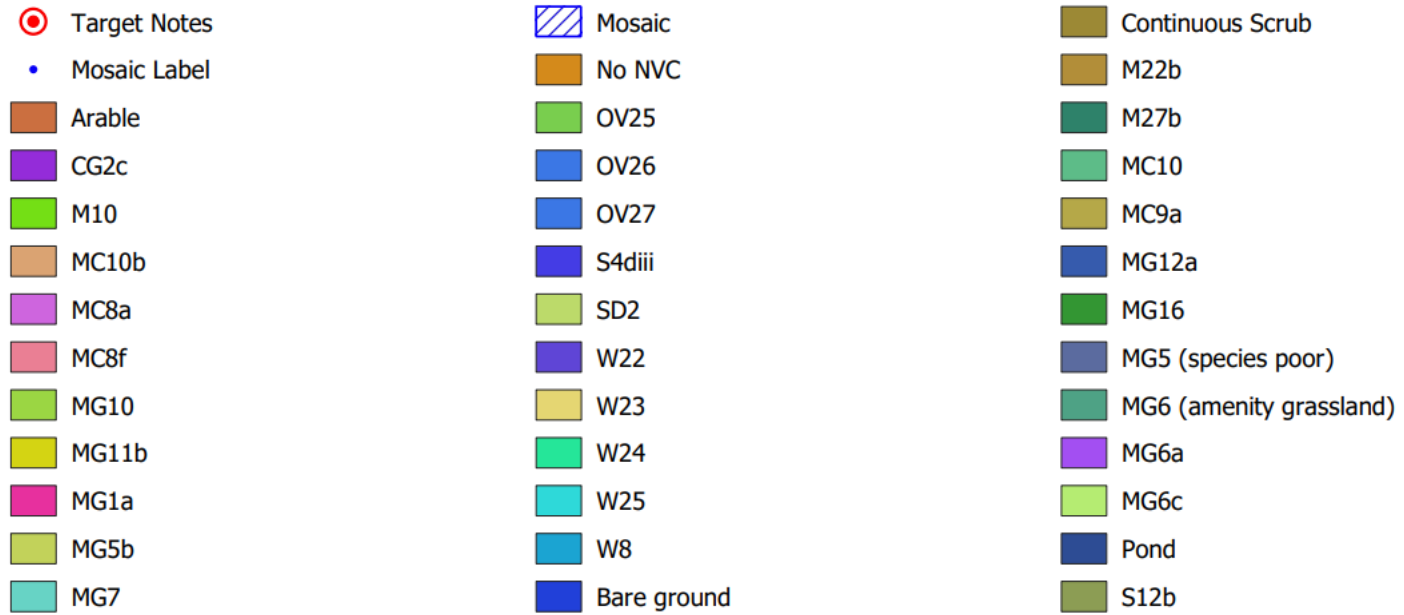 Target Notes
Mosaic Label
Arable
CG2c
M10
MC10b
MC8a
MC8f
MG10
MG11b
MG1a
MG5b
MG7
Mosaic
No NVC
OV25
OV26
OV27
S4diii
SD2
W22
W23
W24
W25
W8
Bare ground
Continuous Scrub
M22b
M27b
MC10
MC9a
MG12a
MG16
MG5 (species poor)
MG6 (amenity grassland)
MG6a
MG6c
Pond
S12b